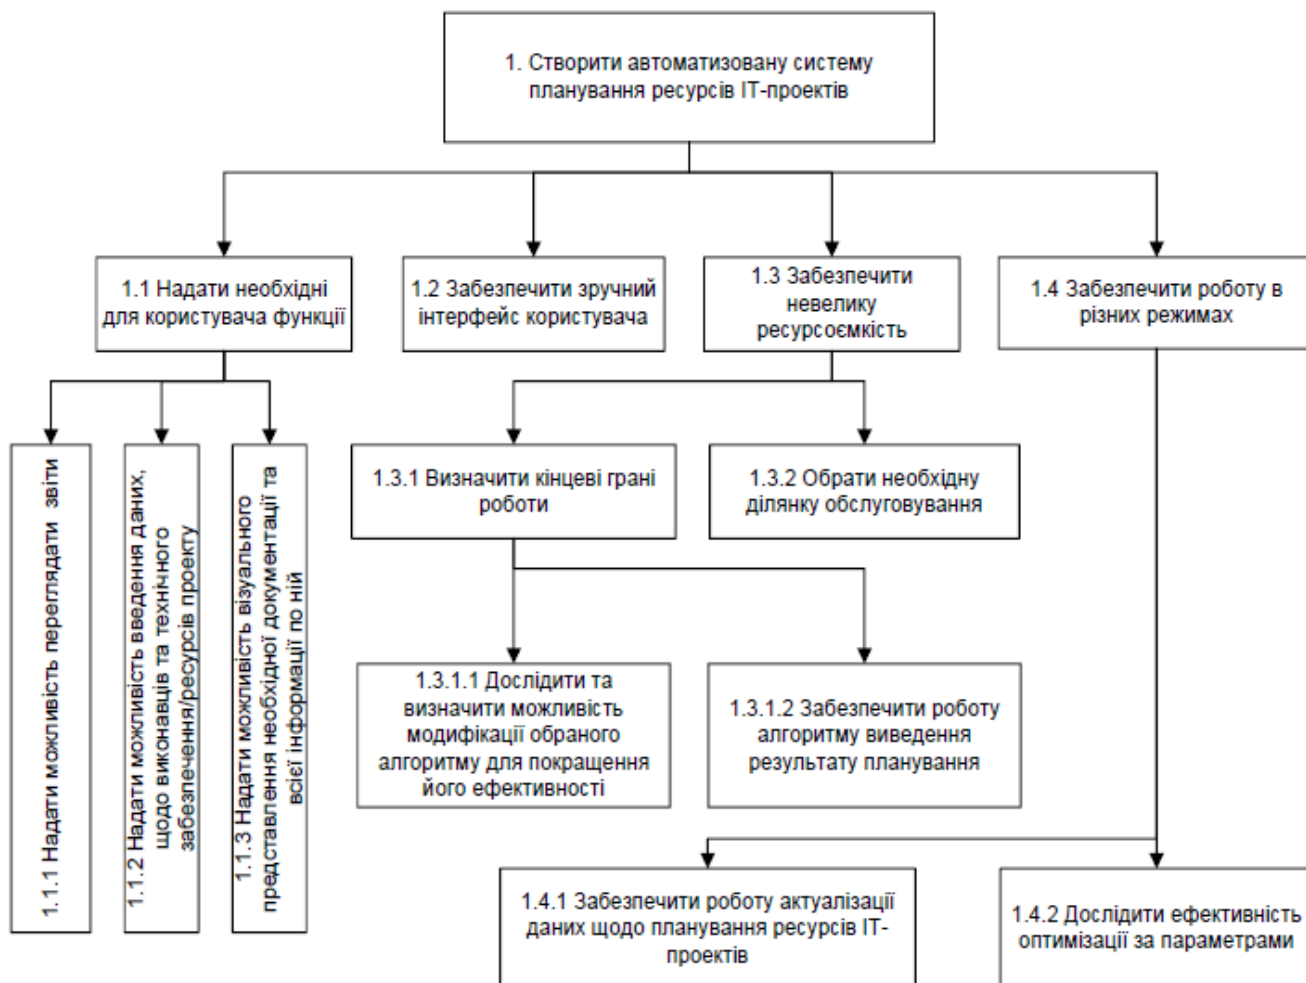 1. Створити автоматизовану систему
планування ресурсів ІТ-проектів
1.1 Надати необхідні
для користувача функції
1.2 Забезпечити зручний
інтерфейс користувача
1.3 Забезпечити
невелику
ресурсоємкість
1.4 Забезпечити роботу в
різних режимах
1.1.1 Надати можливість переглядати звіти
1.1.2 Надати можливість введення даних,
щодо виконавців та технічного
забезпечення/ресурсів проекту
1.1.3 Надати можливість візуального
представлення необхідної документації та
всієї інформації по ній
1.3.1 Визначити кінцеві грані
роботи
1.3.2 Обрати необхідну
ділянку обслуговування
1.3.1.1 Дослідити та
визначити можливість
модифікації обраного
алгоритму для покращення
його ефективності
1.3.1.2 Забезпечити роботу
алгоритму виведення
результату планування
1.4.1 Забезпечити роботу актуалізації
даних щодо планування ресурсів ІТ-
проектів
1.4.2 Дослідити ефективність
оптимізації за параметрами